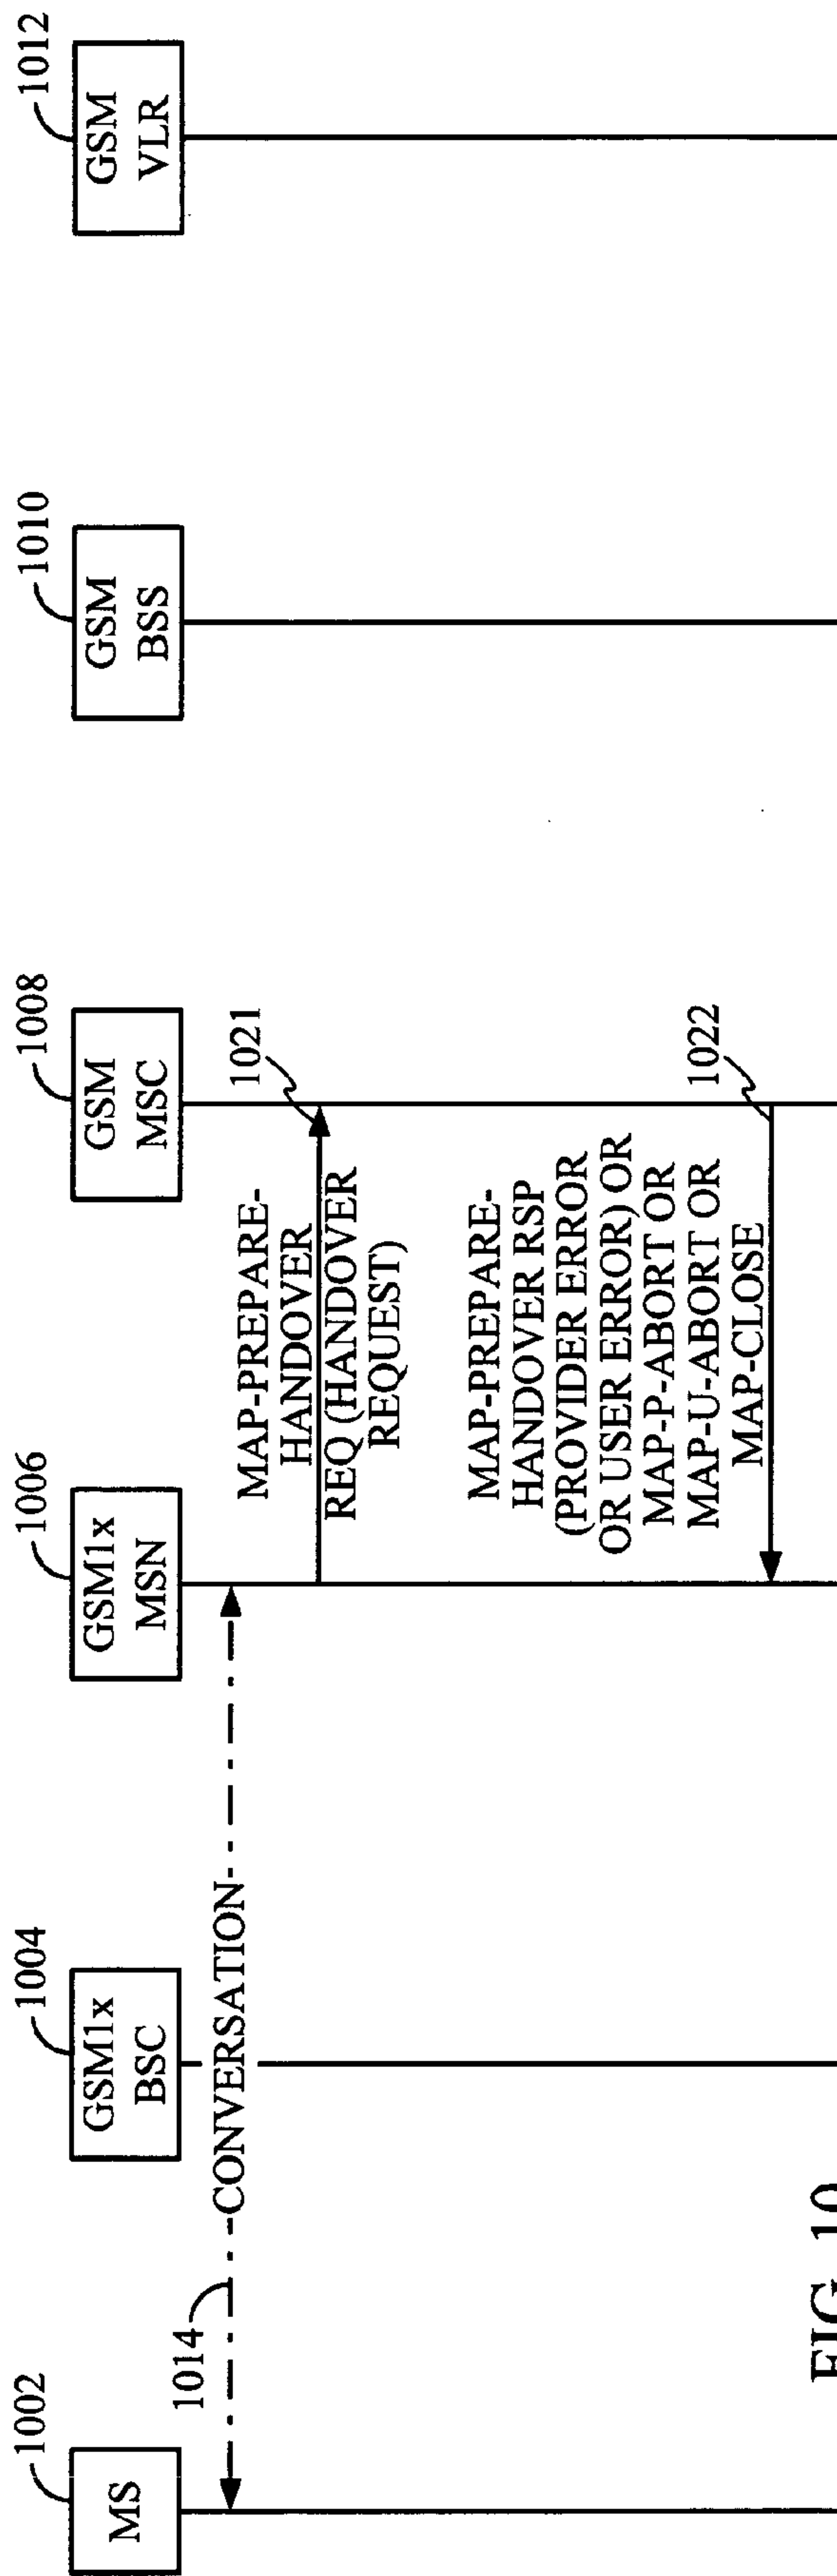 1002
MS
1004
GSM1x
BSC
1006
GSM1x
MSN
1008
GSM
MSC
1010
GSM
BSS
1012
GSM
VLR
1014
CONVERSATION
MAP-PREPARE-
HANDOVER
REQ (HANDOVER
REQUEST)
1021
MAP-PREPARE-
HANDOVER RSP
(PROVIDER ERROR
OR USER ERROR) OR
MAP-P-ABORT OR
MAP-U-ABORT OR
MAP-CLOSE
1022
FIG. 10